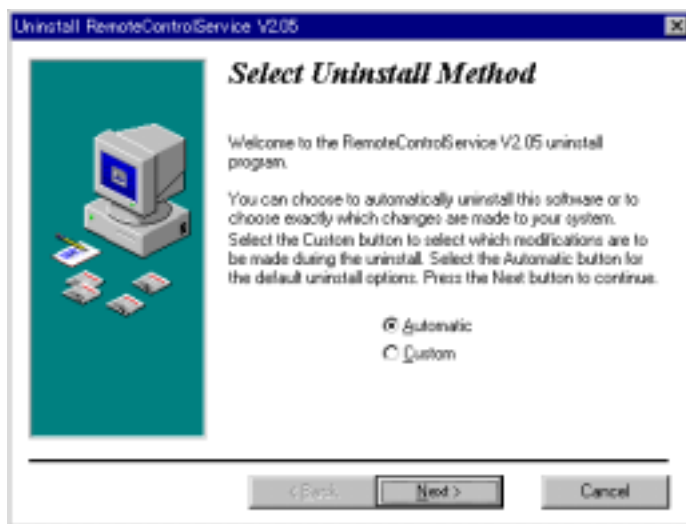 Uninstall RemoteControlService V2.05
Select Uninstall Method
Welcome to the RemoteControlService V2.05 uninstall
program.
You can choose to automatically uninstall this software or to
choose exactly which changes are made to your system.
Select the Custom button to select which modifications are to
be made during the uninstall. Select the Automatic button for
the default uninstall options. Press the Next button to continue.
Automatic
Custom
< Back Next > Cancel